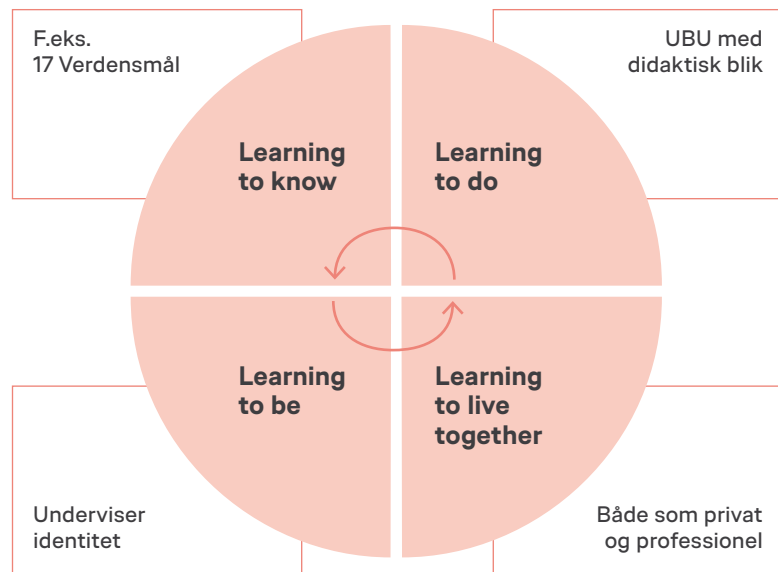 F.eks.
17 Verdensmål
UBU med
didaktisk blik
Learning
to know
Learning
to do
Learning
to be
Learning
to live
together
Underviser
identitet
Både som privat
og professionel